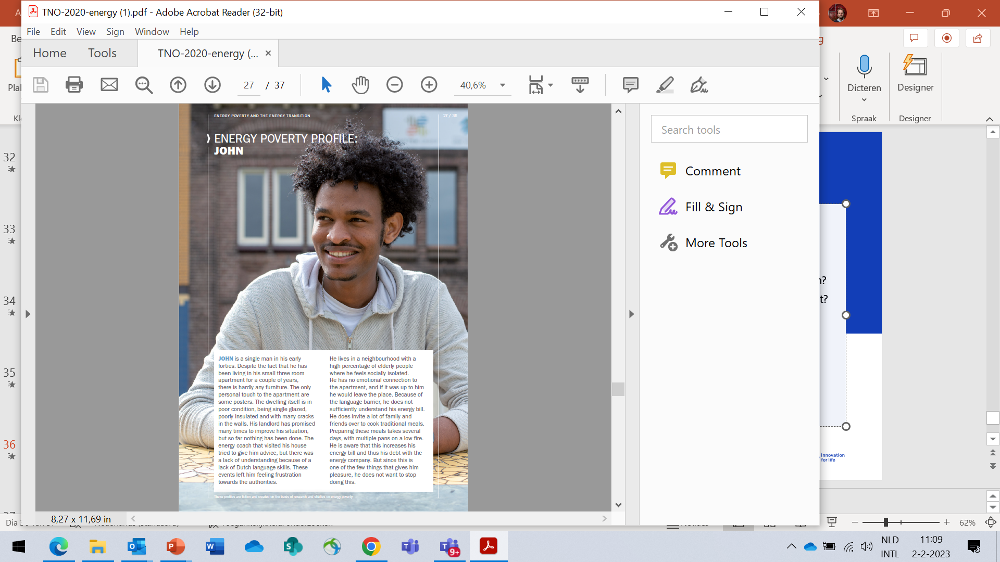 TNO-2020-energy (1).pdf - Adobe Acrobat Reader (32-bit)
File Edit View Sign Window Help
Home Tools TNO-2020-energy (...
27 / 37
40,6%
ENERGY POVERTY AND THE ENERGY TRANSITION
27 / 36
ENERGY POVERTY PROFILE:
JOHN
JOHN is a single man in his early
forties. Despite the fact that he has
been living in his small three room
apartment for a couple of years,
there is hardly any furniture. The only
personal touch to the apartment are
some posters. The dwelling itself is in
poor condition, being single glazed,
poorly insulated and with many cracks
in the walls. His landlord has promised
many times to improve his situation,
but so far nothing has been done. The
energy coach that visited his house
tried to give him advice, but there was
a lack of understanding because of a
lack of Dutch language skills. These
events left him feeling frustration
towards the authorities.
He lives in a neighbourhood with a
high percentage of elderly people
where he feels socially isolated.
He has no emotional connection to
the apartment, and if it was up to him
he would leave the place. Because of
the language barrier, he does not
sufficiently understand his energy bill.
He does invite a lot of family and
friends over to cook traditional meals.
Preparing these meals takes several
days, with multiple pans on a low fire.
He is aware that this increases his
energy bill and thus his debt with the
energy company. But since this is
one of the few things that gives him
pleasure, he does not want to stop
doing this.
These profiles are fiction and created on the basis of research and studies on energy poverty
8,27 x 11,69 in
Search tools
Comment
Fill & Sign
More Tools
Dicteren
Designer
Spraak
Designer
32
33
34
35
36
innovation
for life
Dia
62%
9+
NLD
INTL
11:09
2-2-2023